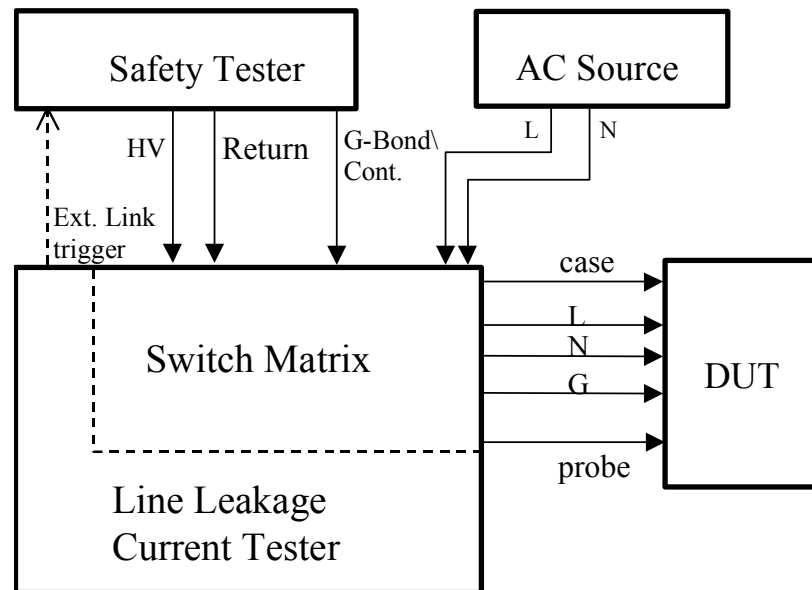 Safety Tester
AC Source
L
N
HV
Return
G-Bond\
Cont.
Ext. Link
trigger
case
L
N
G
probe
Switch Matrix
DUT
Line Leakage
Current Tester